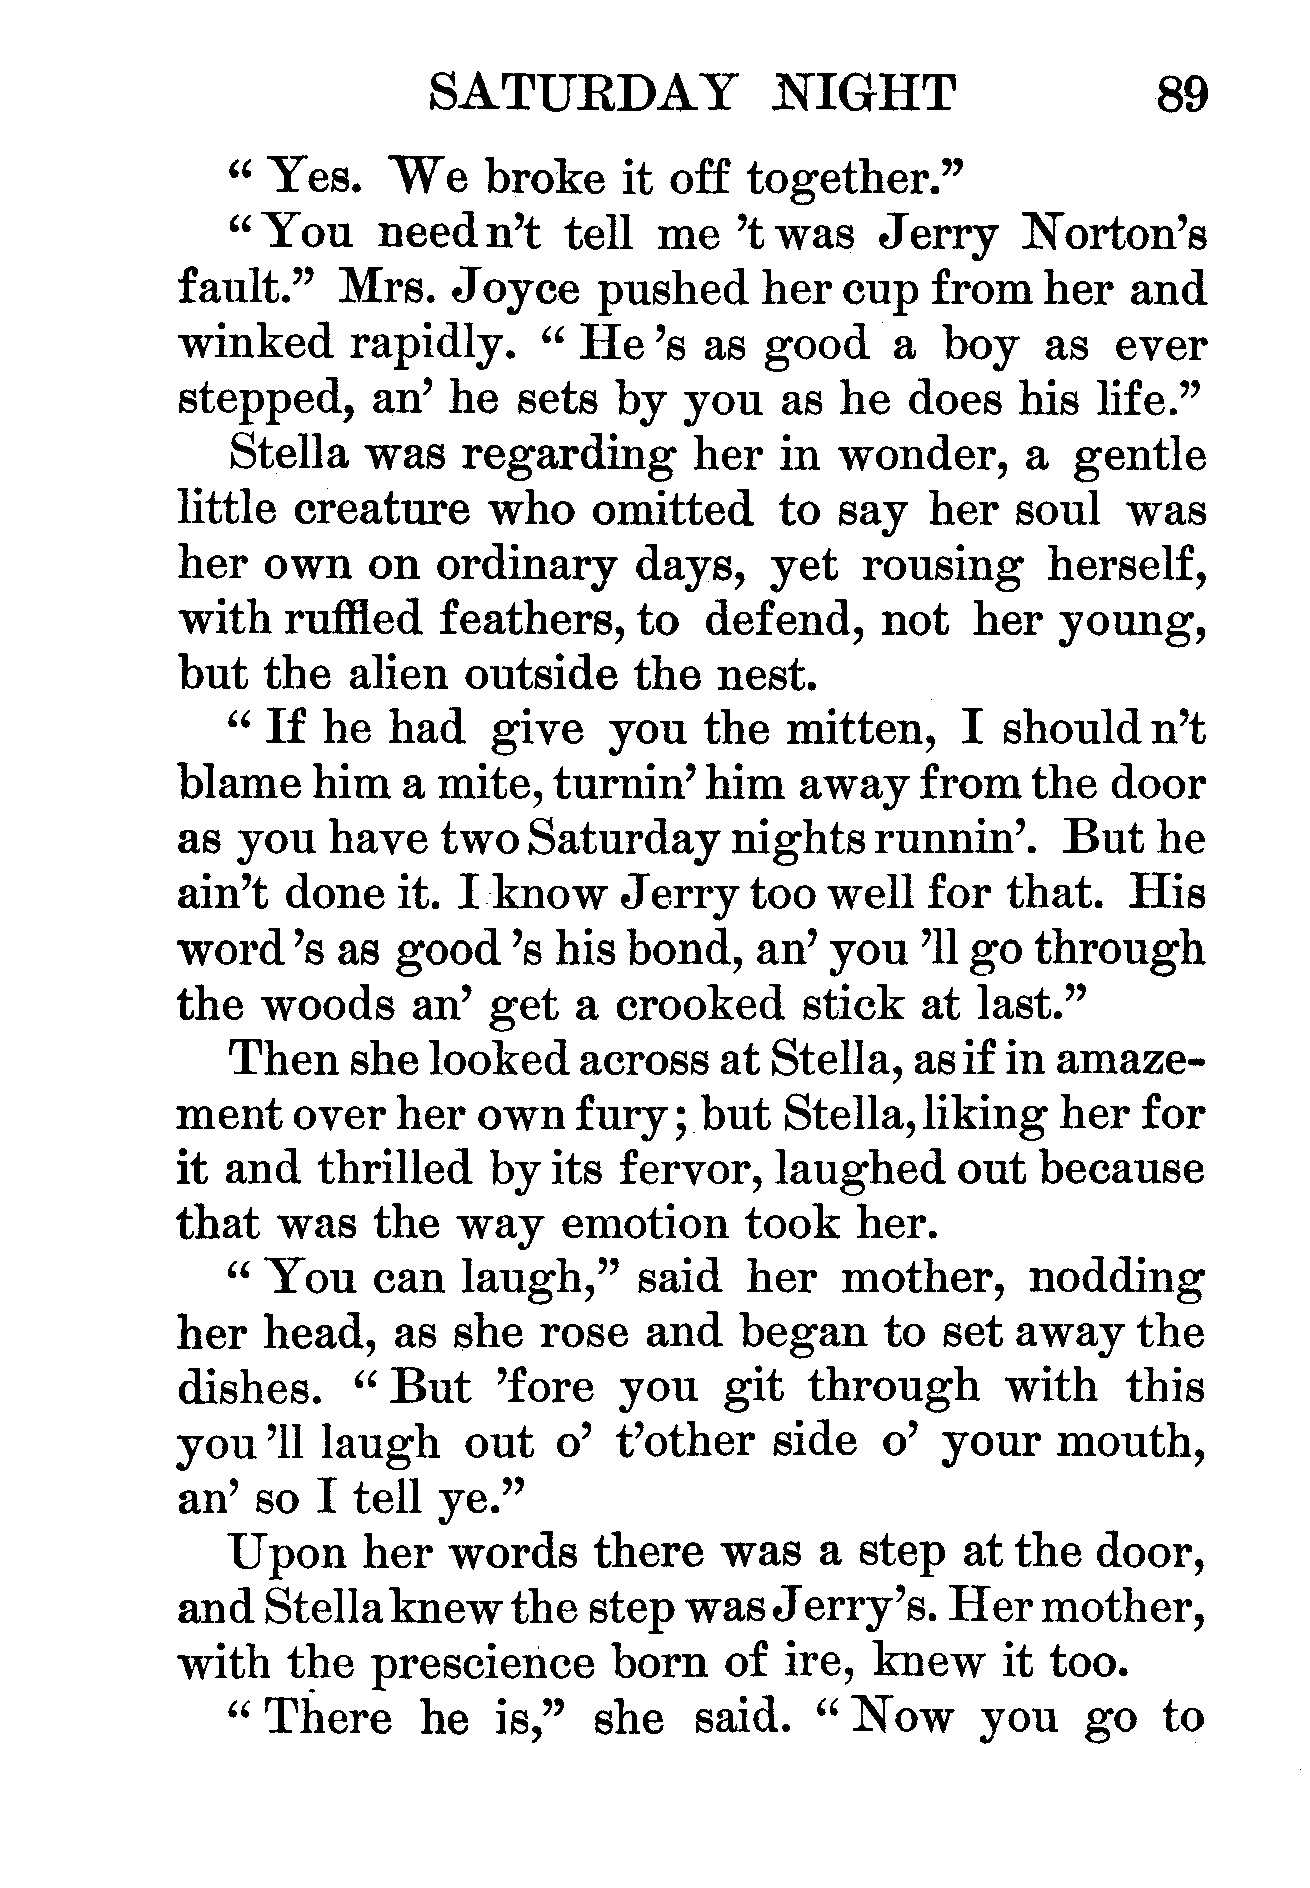 SATURDAY NIGHT 89
“ Yes. We broke it off together.”
“ You need n’t tell me ’t was Jerry Norton’s
fault.” Mrs. Joyce pushed her cup from her and
winked rapidly. “ He ’s as good a boy as ever
stepped, an’ he sets by you as he does his life.”
Stella was regarding her in wonder, a gentle
little creature who omitted to say her soul was
her own on ordinary days, yet rousing herself,
with ruffled feathers, to defend, not her young,
but the alien outside the nest.
“ If he had give you the mitten, I should n’t
blame him a mite, turnin’ him away from the door
as you have two Saturday nights runnin’. But he
ain’t done it. I know Jerry too well for that. His
word ’s as good ’s his bond, an’ you ’ll go through
the woods an’ get a crooked stick at last.”
Then she looked across at Stella, as if in amaze-
ment over her own fury; but Stella, liking her for
it and thrilled by its fervor, laughed out because
that was the way emotion took her.
“ You can laugh,” said her mother, nodding
her head, as she rose and began to set away the
dishes. “ But ’fore you git through with this
you ’ll laugh out o’ t’other side o’ your mouth,
an’ so I tell ye.”
Upon her words there was a step at the door,
and Stella knew the step was Jerry’s. Her mother,
with the prescience born of ire, knew it too.
“ There he is,” she said. “ Now you go to